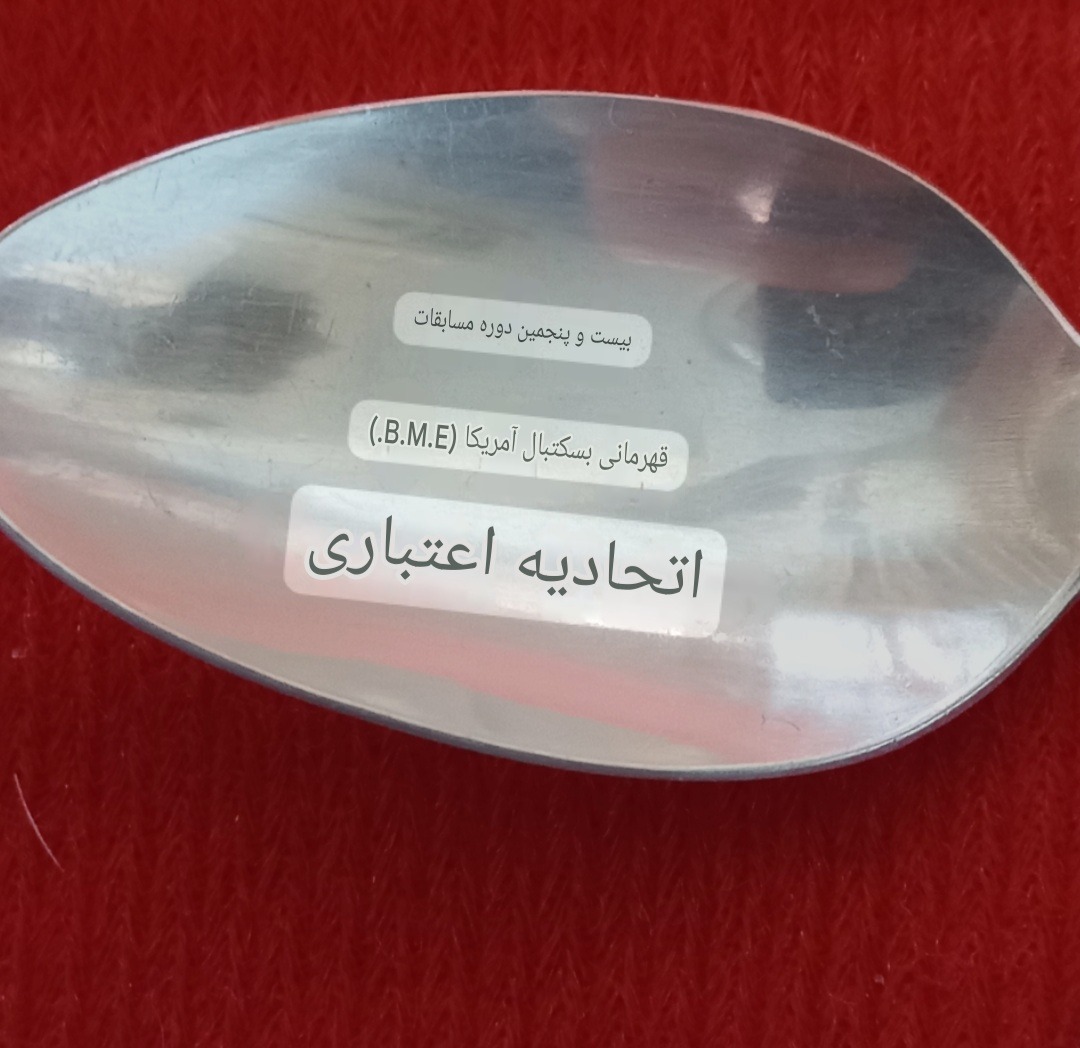 بیست و پنجمین دوره مسابقات
قهرمانی بسکتبال آمریکا (B.M.E.)
اتحادیه اعتباری